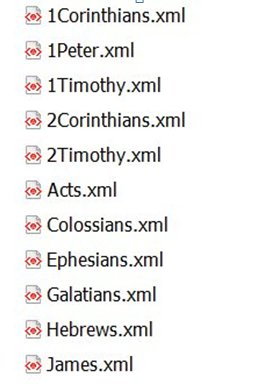 1Corinthians.xml
1Peter.xml
1Timothy.xml
2Corinthians.xml
2Timothy.xml
Acts.xml
Colossians.xml
Ephesians.xml
Galatians.xml
Hebrews.xml
James.xml